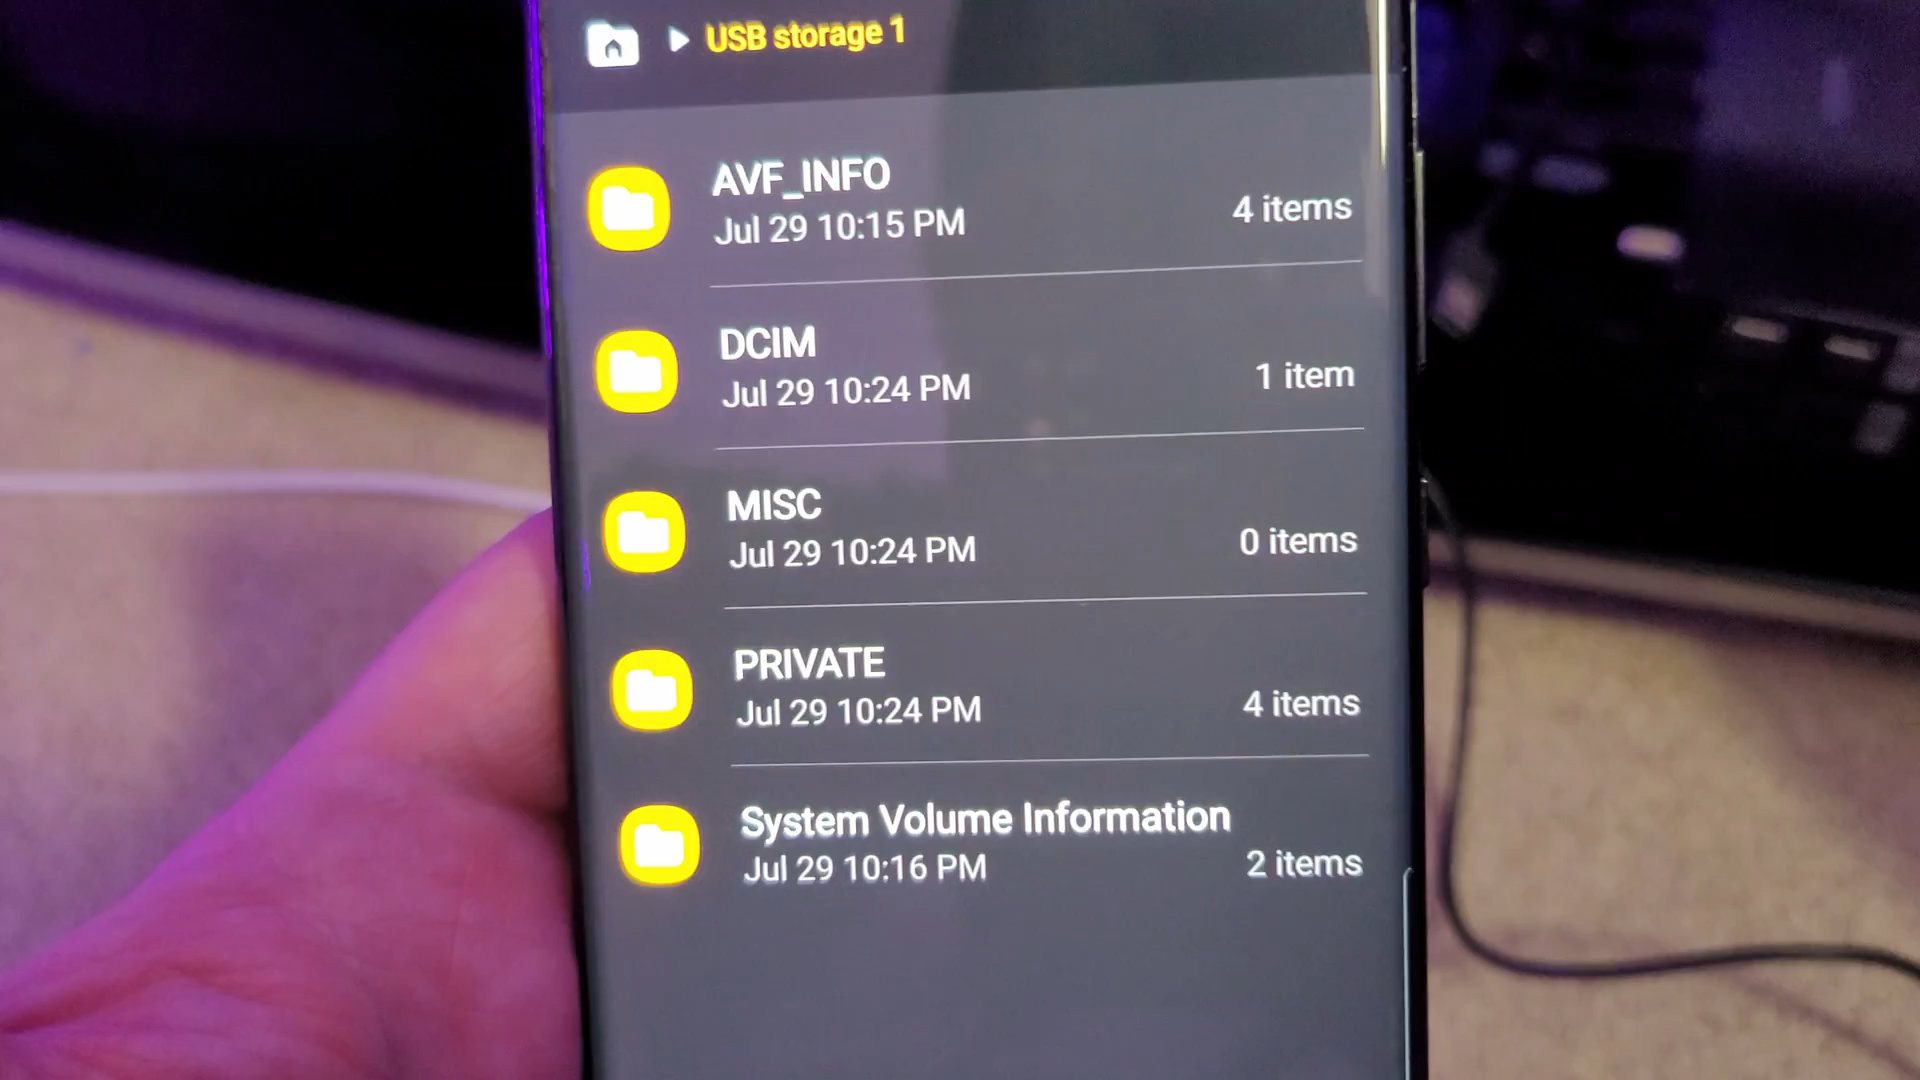 USB storage 1
AVF_INFO
Jul 29 10:15 PM
4 items
DCIM
Jul 29 10:24 PM
1 item
MISC
Jul 29 10:24 PM
0 items
PRIVATE
Jul 29 10:24 PM
4 items
System Volume Information
Jul 29 10:16 PM
2 items